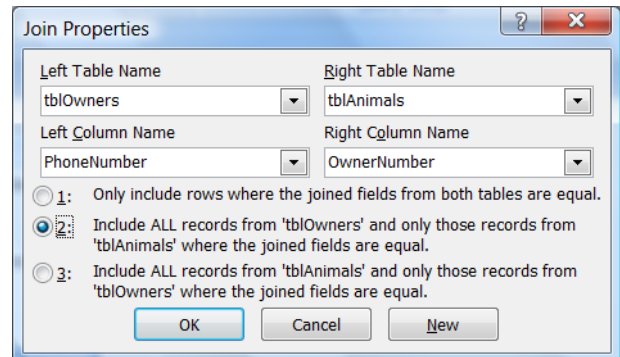 Join Properties
?
X
Left Table Name Right Table Name
tblOwners tblAnimals
Left Column Name Right Column Name
PhoneNumber OwnerNumber
1: Only include rows where the joined fields from both tables are equal.
2: Include ALL records from 'tblOwners' and only those records from
'tblAnimals' where the joined fields are equal.
3: Include ALL records from 'tblAnimals' and only those records from
'tblOwners' where the joined fields are equal.
OK Cancel New